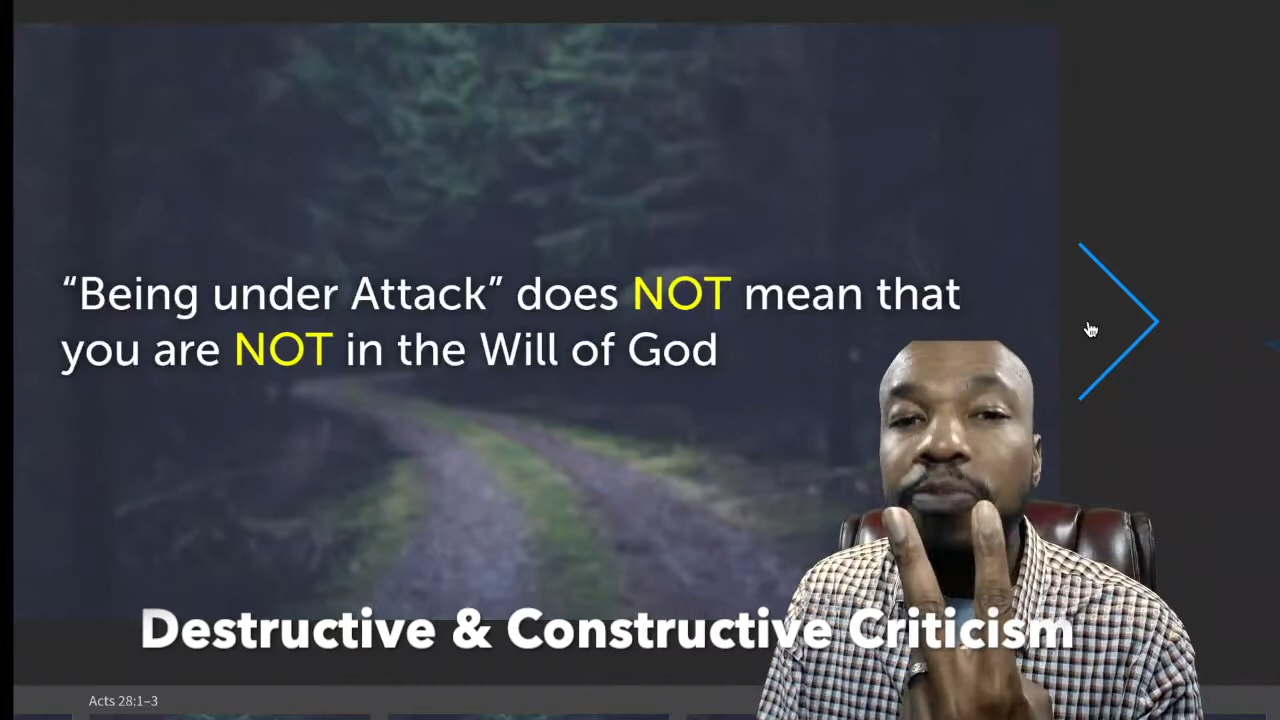 “Being under Attack” does NOT mean that
you are NOT in the Will of God
Destructive & Constructive Criticism
Acts 28:1–3